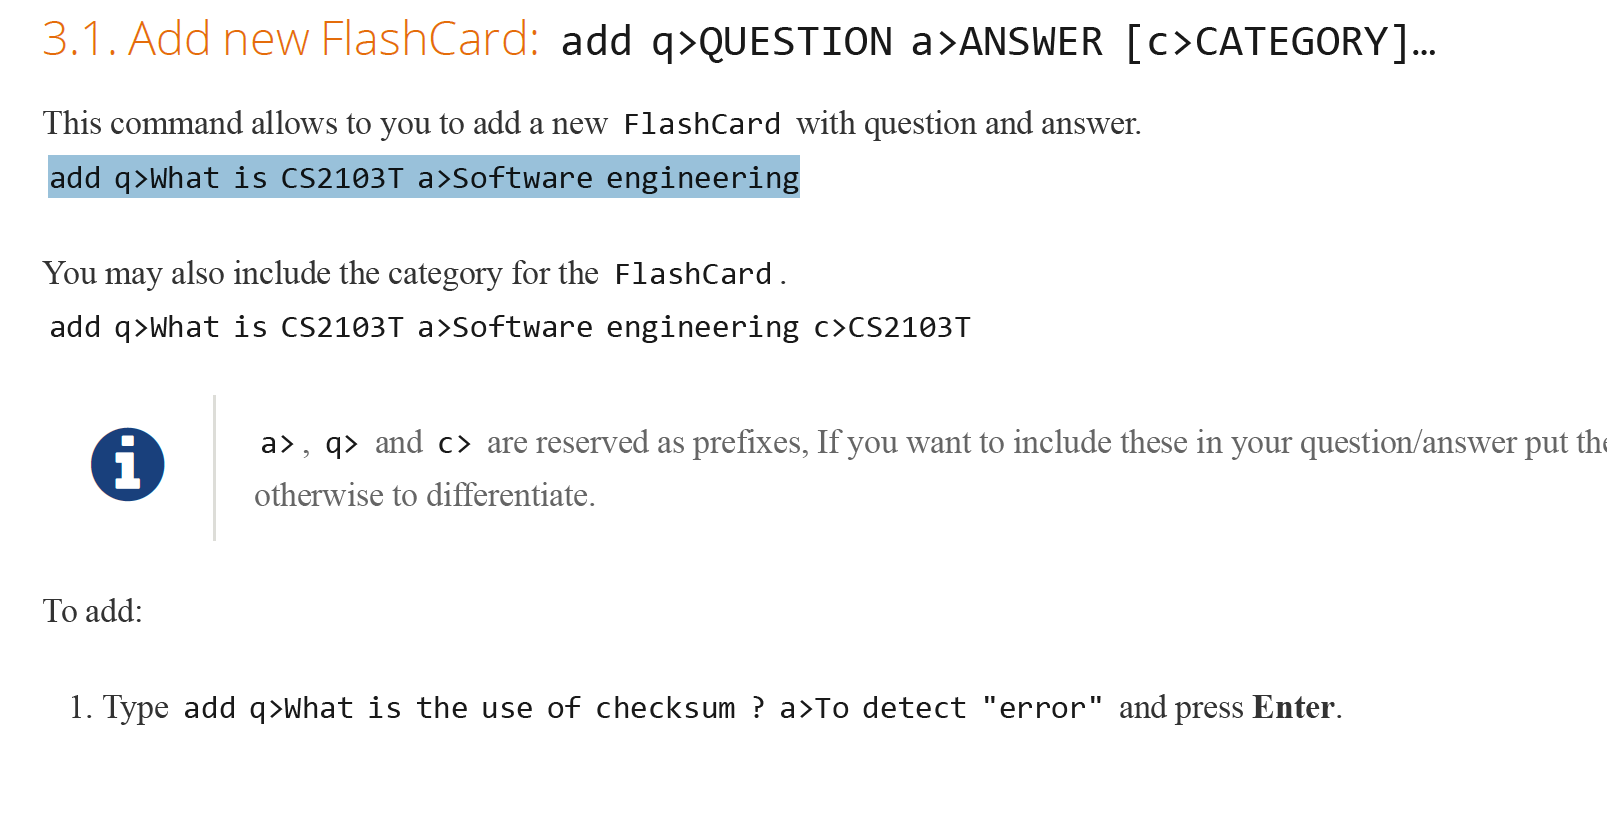 3.1. Add new FlashCard: add q>QUESTION a>ANSWER [c>CATEGORY]…
This command allows to you to add a new FlashCard with question and answer.
add q>What is CS2103T a>Software engineering
You may also include the category for the FlashCard.
add q>What is CS2103T a>Software engineering c>CS2103T
a>, q> and c> are reserved as prefixes, If you want to include these in your question/answer put
otherwise to differentiate.
To add:
1. Type add q>What is the use of checksum ? a>To detect "error" and press Enter.